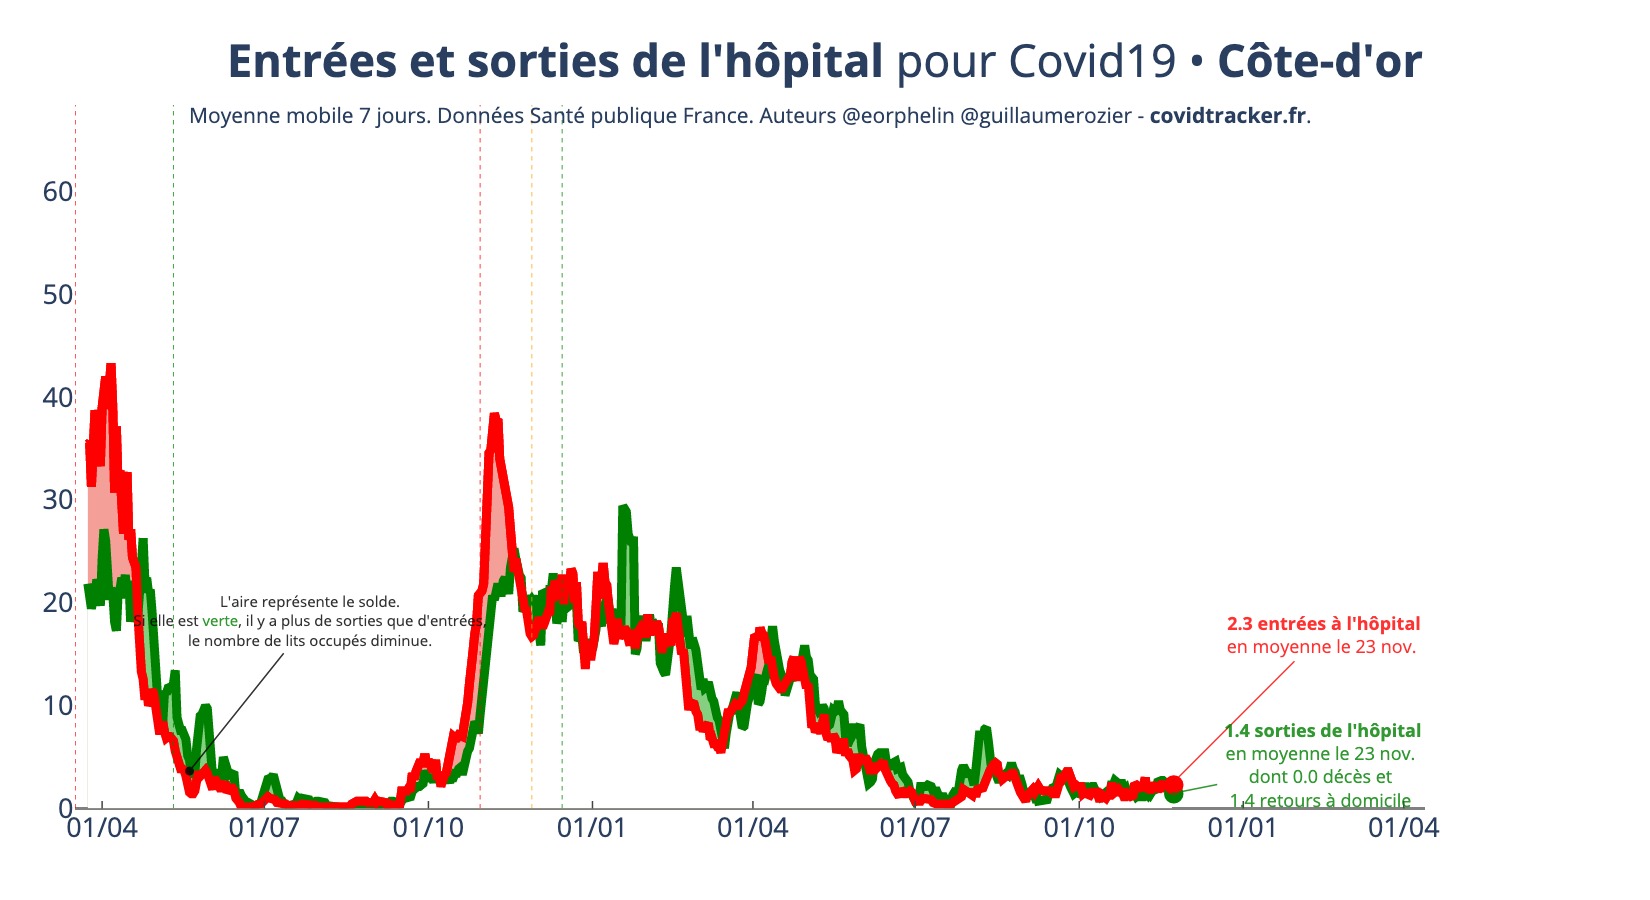 Entrées et sorties de l'hôpital pour Covid19 • Côte-d'or
Moyenne mobile 7 jours. Données Santé publique France. Auteurs @eorphelin @guillaumerozier - covidtracker.fr.
60
50
40
30
20
10
0
L'aire représente le solde.
Si elle est verte, il y a plus de sorties que d'entrées,
le nombre de lits occupés diminue.
2.3 entrées à l'hôpital
en moyenne le 23 nov.
1.4 sorties de l'hôpital
en moyenne le 23 nov.
dont 0.0 décès et
1.4 retours à domicile
01/04 01/07 01/10 01/01 01/04 01/07 01/10 01/01 01/04